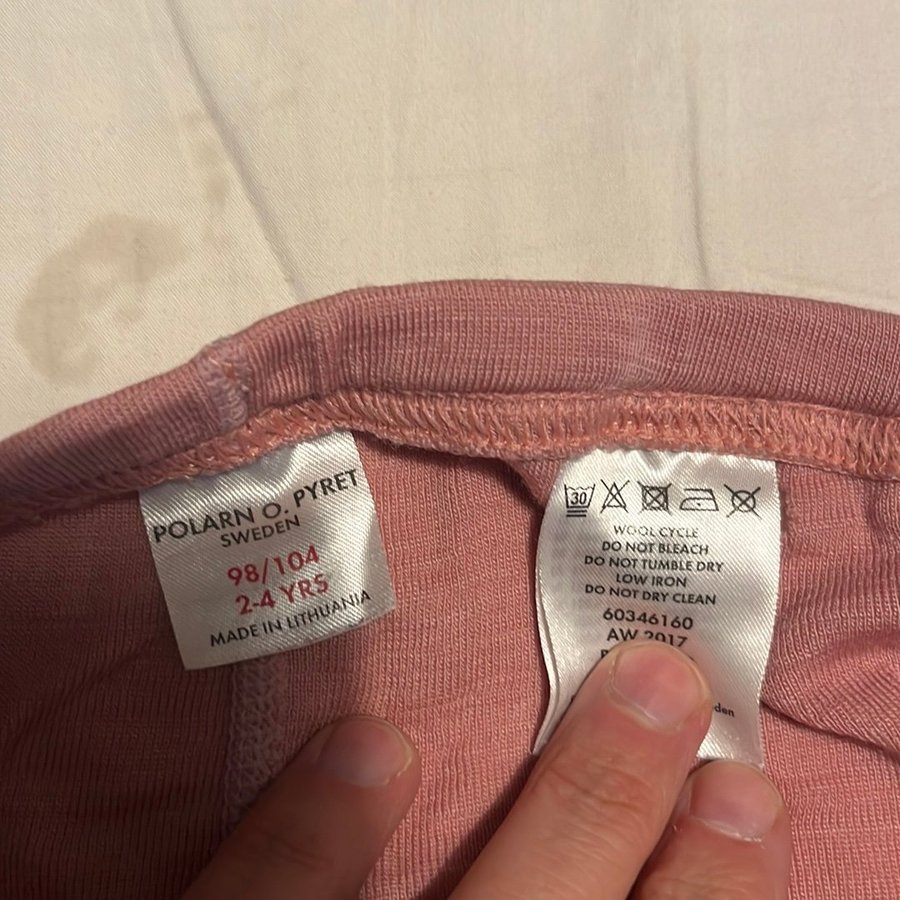 POLARN O. PYRET
SWEDEN
98/104
2-4 YRS
MADE IN LITHUANIA
30
WOOL CYCLE
DO NOT BLEACH
DO NOT TUMBLE DRY
LOW IRON
DO NOT DRY CLEAN
60346160
AW 2017